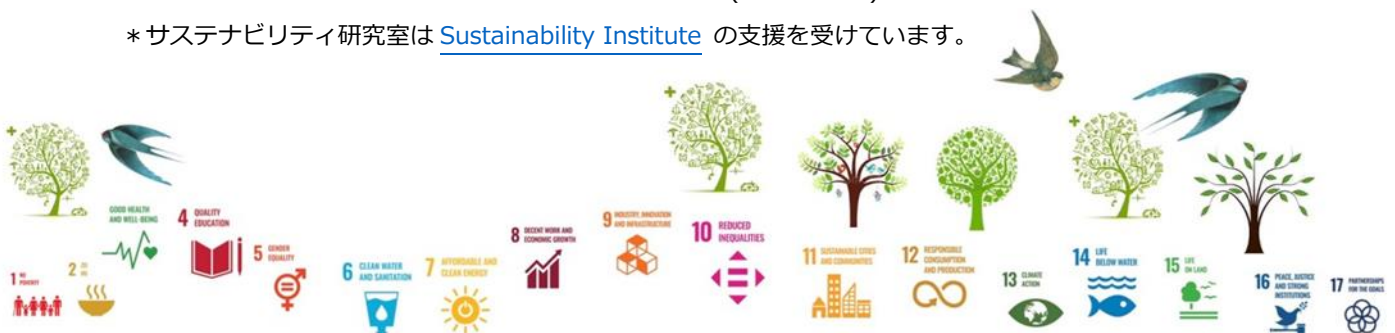 *サステナビリティ研究室は Sustainability Institute の支援を受けています。
GOOD HEALTH
AND WELL-BEING
4 QUALITY
EDUCATION
5 GENDER
EQUALITY
1 NO
POVERTY
2
6 CLEAN WATER
AND SANITATION
7 AFFORDABLE AND
CLEAN ENERGY
8 DECENT WORK AND
ECONOMIC GROWTH
9 INDUSTRY, INNOVATION
AND INFRASTRUCTURE
10 REDUCED
INEQUALITIES
11 SUSTAINABLE CITIES
AND COMMUNITIES
12 RESPONSIBLE
CONSUMPTION
AND PRODUCTION
13 CLIMATE
ACTION
14 LIFE
BELOW WATER
15 LIFE
ON LAND
16 PEACE, JUSTICE
AND STRONG
INSTITUTIONS
17 PARTNERSHIPS
FOR THE GOALS